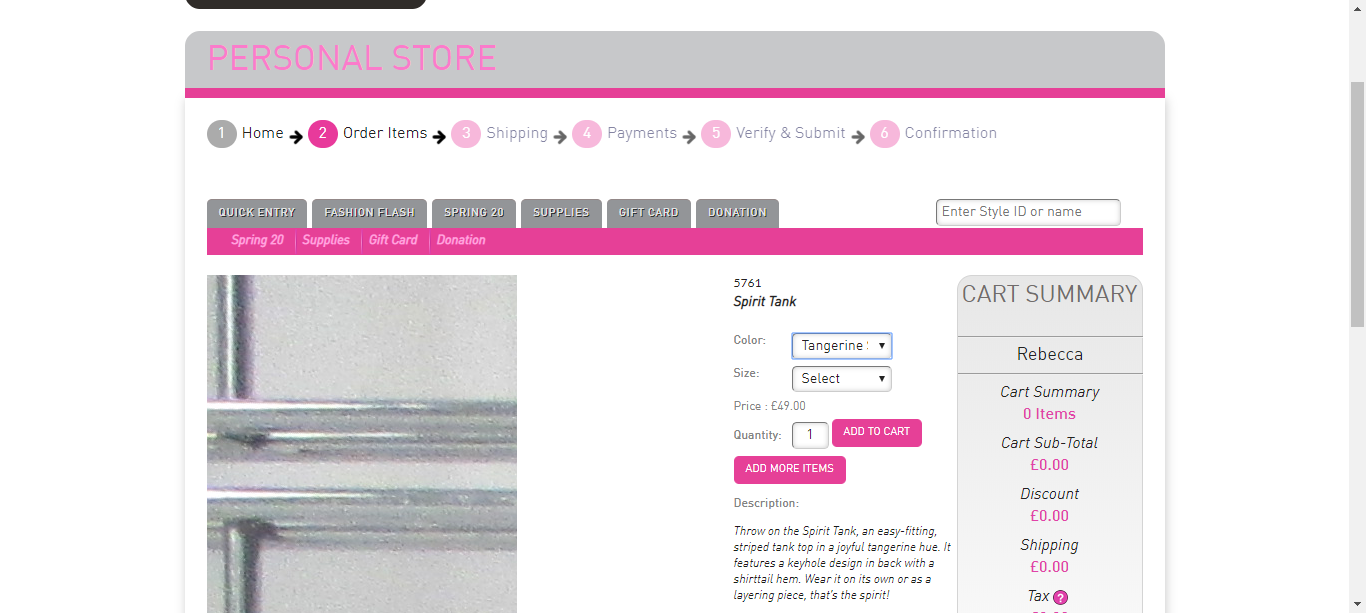 PERSONAL STORE
1 Home 2 Order Items 3 Shipping 4 Payments 5 Verify & Submit 6 Confirmation
QUICK ENTRY FASHION FLASH SPRING 20 SUPPLIES GIFT CARD DONATION Enter Style ID or name
Spring 20 Supplies Gift Card Donation
5761
Spirit Tank
Color: Tangerine
Size: Select
Price : £49.00
Quantity: 1 ADD TO CART
ADD MORE ITEMS
Description:
Throw on the Spirit Tank, an easy-fitting,
striped tank top in a joyful tangerine hue. It
features a keyhole design in back with a
shirttail hem. Wear it on its own or as a
layering piece, that's the spirit!
CART SUMMARY
Rebecca
Cart Summary
0 Items
Cart Sub-Total
£0.00
Discount
£0.00
Shipping
£0.00
Tax ?